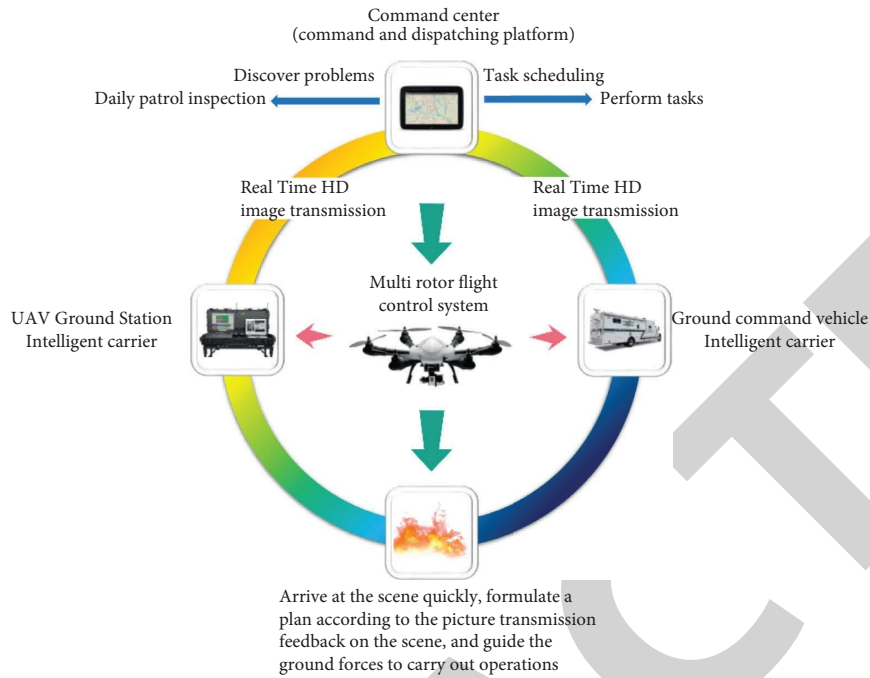 Command center
(command and dispatching platform)
Discover problems
Task scheduling
Daily patrol inspection
Perform tasks
Real Time HD
image transmission
Real Time HD
image transmission
Multi rotor flight
control system
UAV Ground Station
Intelligent carrier
Ground command vehicle
Intelligent carrier
Arrive at the scene quickly, formulate a
plan according to the picture transmission
feedback on the scene, and guide the
ground forces to carry out operations